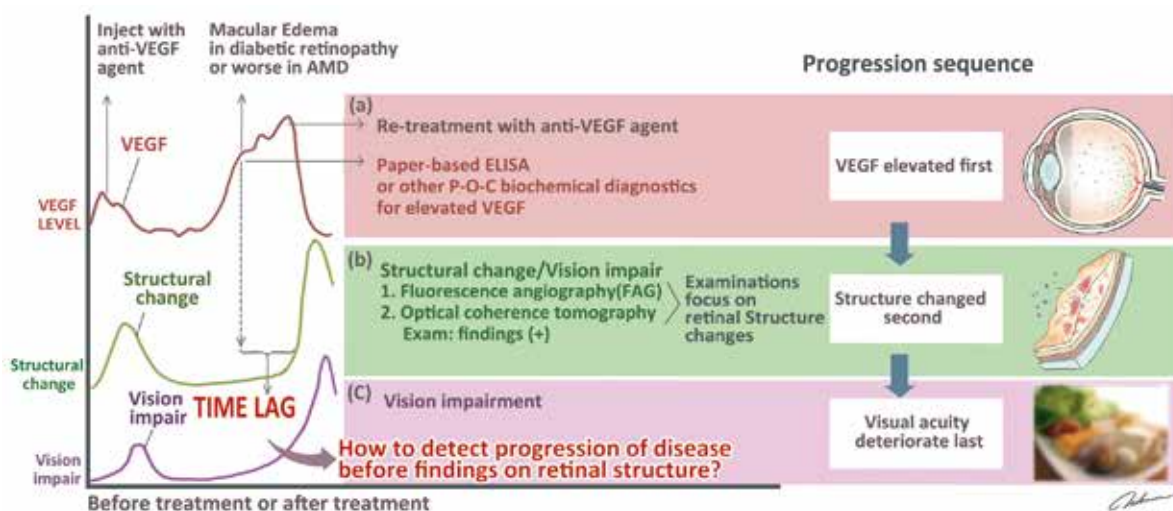 Inject with
anti-VEGF
agent
Macular Edema
in diabetic retinopathy
or worse in AMD
Progression sequence
VEGF
VEGF
LEVEL
(a)
Re-treatment with anti-VEGF agent
Paper-based ELISA
or other P-O-C biochemical diagnostics
for elevated VEGF
VEGF elevated first
Structural
change
Structural
change
(b)
Structural change/Vision impair
1. Fluorescence angiography(FAG)
2. Optical coherence tomography
Exam: findings (+)
Examinations
focus on
retinal Structure
changes
Structure changed
second
Vision
impair
TIME LAG
Vision
impair
(C)
Vision impairment
How to detect progression of disease
before findings on retinal structure?
Visual acuity
deteriorate last
Before treatment or after treatment